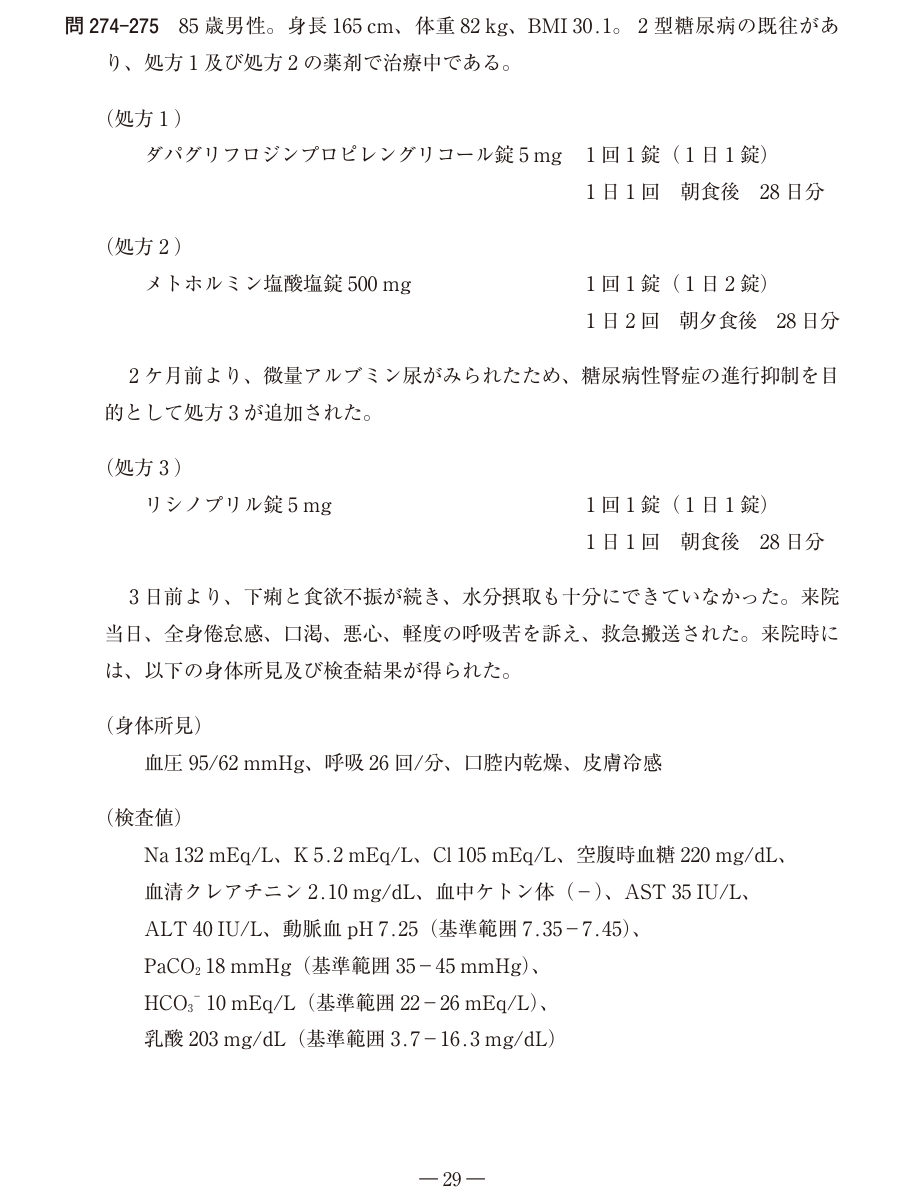 問 274−275 85 歳男性。身長 165 cm、体重 82 kg、BMI 30.1。2 型糖尿病の既往があ
り、処方 1 及び処方 2 の薬剤で治療中である。
(処方 1 )
ダパグリフロジンプロピレングリコール錠 5 mg 1 回 1 錠( 1 日 1 錠)
1 日 1 回 朝食後 28 日分
(処方 2 )
メトホルミン塩酸塩錠 500 mg 1 回 1 錠( 1 日 2 錠)
1 日 2 回 朝夕食後 28 日分
2 ケ月前より、微量アルブミン尿がみられたため、糖尿病性腎症の進行抑制を目
的として処方 3 が追加された。
(処方 3 )
リシノプリル錠 5 mg 1 回 1 錠( 1 日 1 錠)
1 日 1 回 朝食後 28 日分
3 日前より、下痢と食欲不振が続き、水分摂取も十分にできていなかった。来院
当日、全身倦怠感、口渇、悪心、軽度の呼吸苦を訴え、救急搬送された。来院時に
は、以下の身体所見及び検査結果が得られた。
(身体所見)
血圧 95/62 mmHg、呼吸 26 回/分、口腔内乾燥、皮膚冷感
(検査値)
Na 132 mEq/L、K 5.2 mEq/L、Cl 105 mEq/L、空腹時血糖 220 mg/dL、
血清クレアチニン 2.10 mg/dL、血中ケトン体(−)、AST 35 IU/L、
ALT 40 IU/L、動脈血 pH 7.25(基準範囲 7.35−7.45)、
PaCO₂ 18 mmHg(基準範囲 35−45 mmHg)、
HCO₃⁻ 10 mEq/L(基準範囲 22−26 mEq/L)、
乳酸 203 mg/dL(基準範囲 3.7−16.3 mg/dL)
― 29 ―